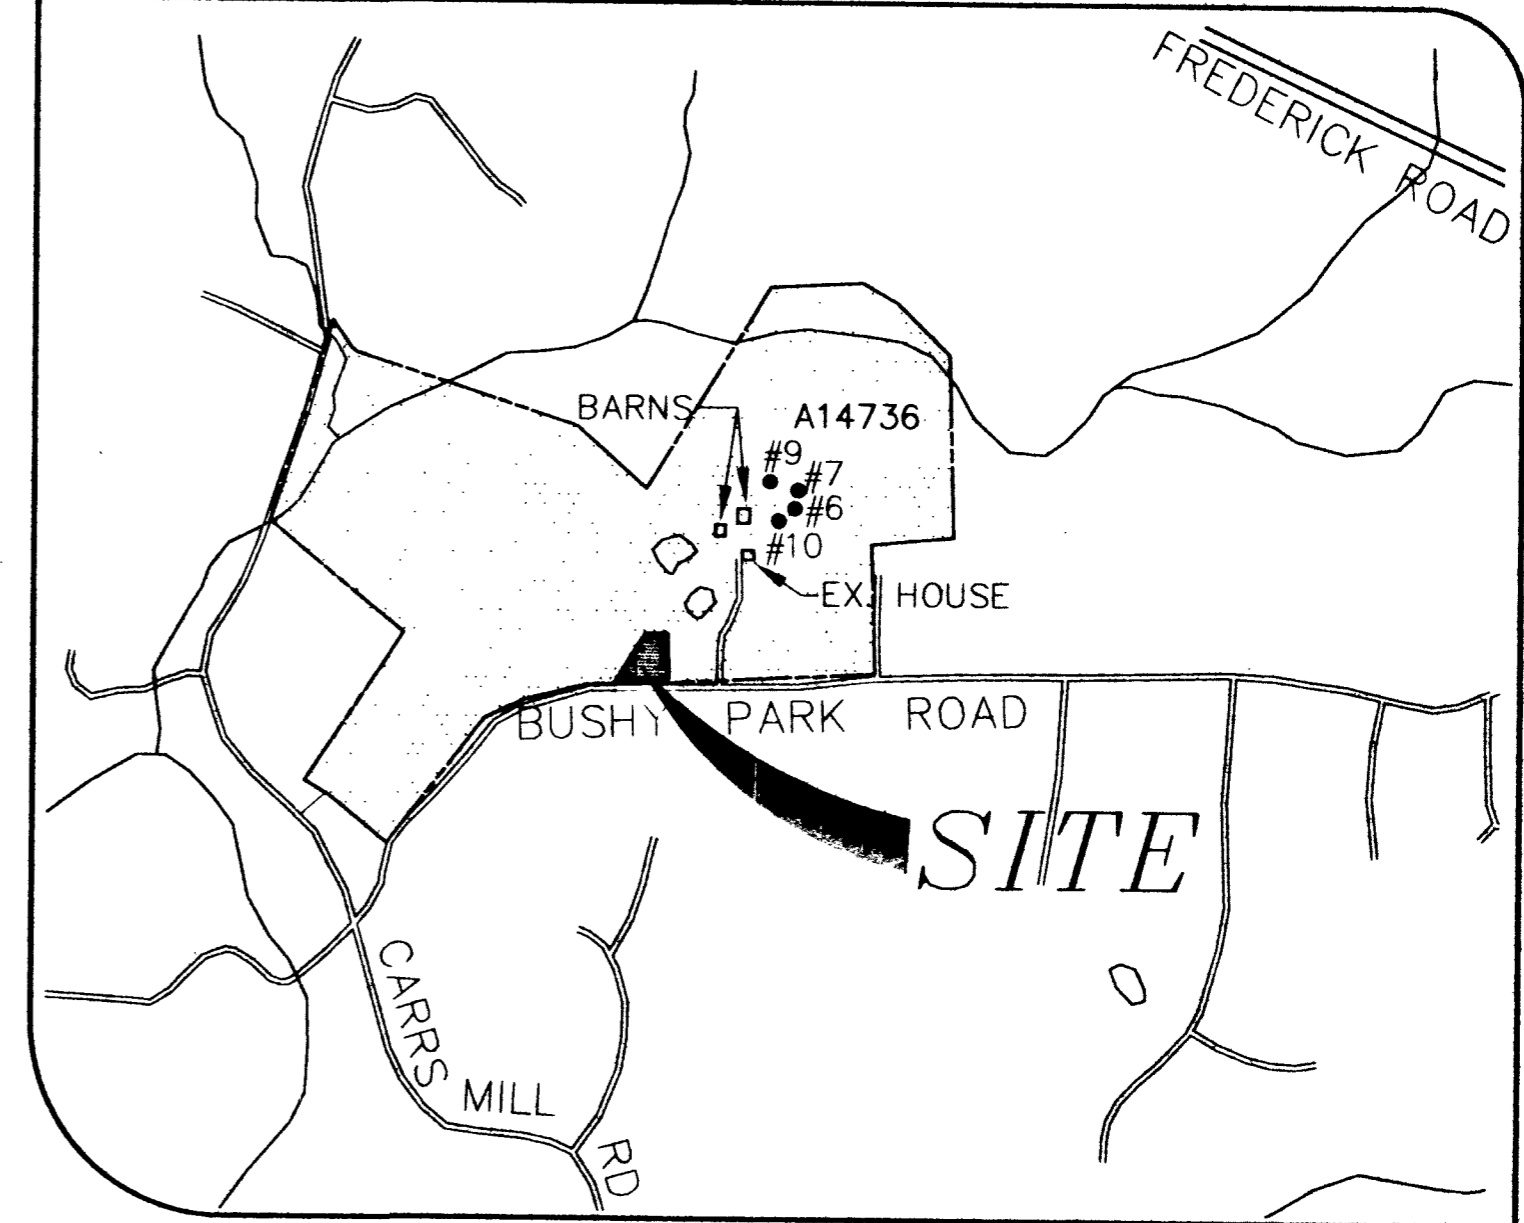 FREDERICK ROAD
BARNS
A14736
#9
#7
#6
#10
EX. HOUSE
BUSHY PARK ROAD
SITE
CARRS MILL RD